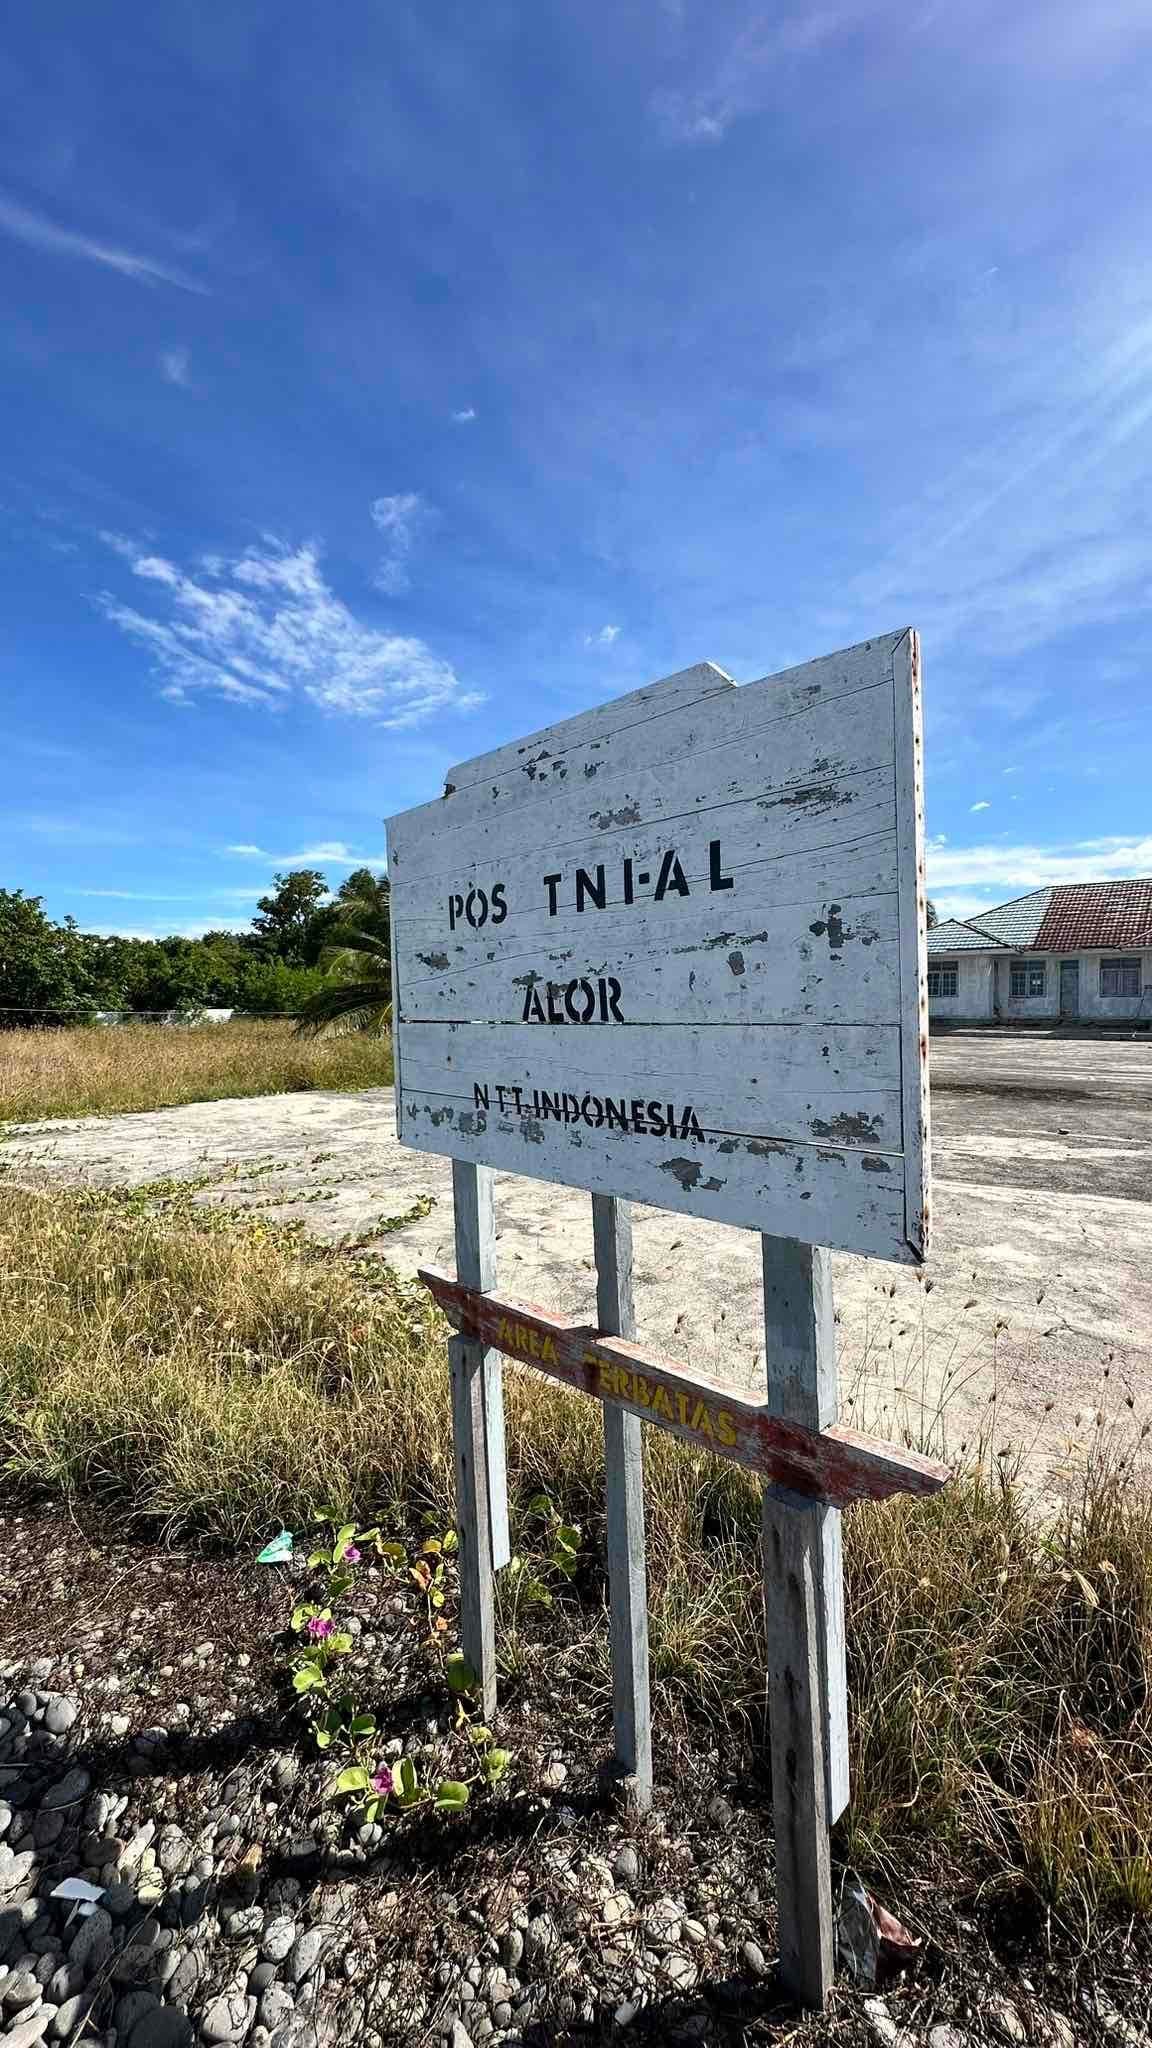 POS TNI-AL
ALOR
NTT-INDONESIA
AREA TERBATAS